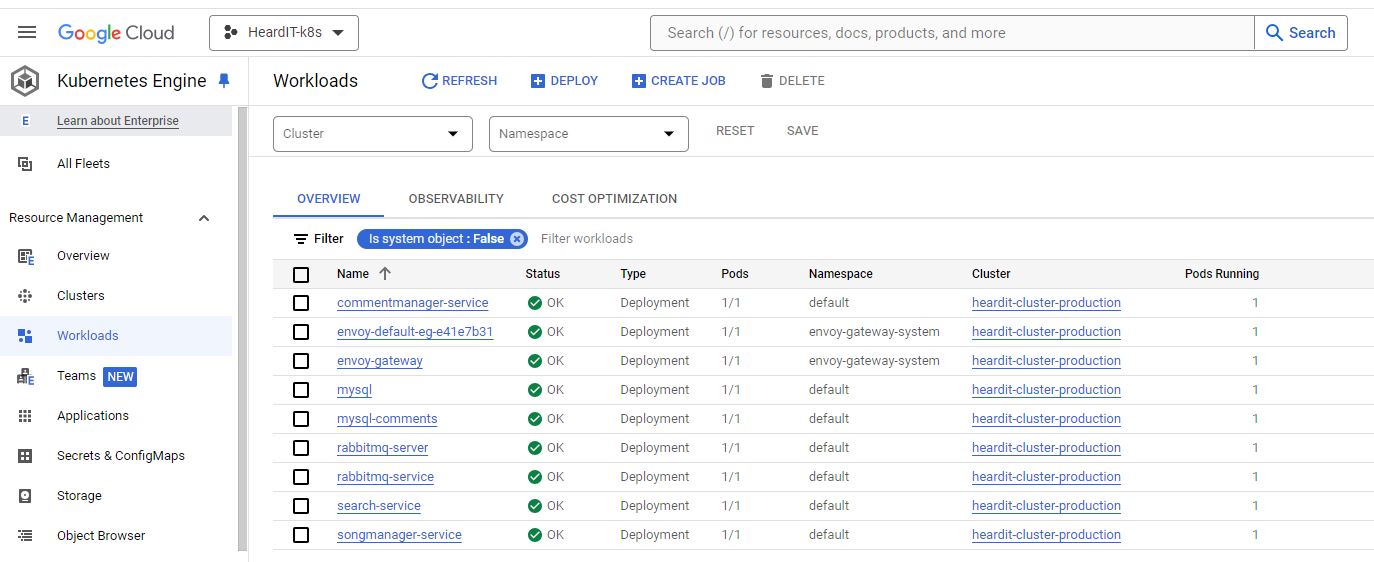 Google Cloud HeardIT-k8s Search (/) for resources, docs, products, and more Search
Kubernetes Engine Workloads REFRESH DEPLOY CREATE JOB DELETE
E Learn about Enterprise
Cluster Namespace RESET SAVE
All Fleets
Resource Management
E Overview
Clusters
Workloads
E Teams NEW
Applications
Secrets & ConfigMaps
Storage
Object Browser
OVERVIEW OBSERVABILITY COST OPTIMIZATION
Filter Is system object : False Filter workloads
Name Status Type Pods Namespace Cluster Pods Running
commentmanager-service OK Deployment 1/1 default heardit-cluster-production 1
envoy-default-eg-e41e7b31 OK Deployment 1/1 envoy-gateway-system heardit-cluster-production 1
envoy-gateway OK Deployment 1/1 envoy-gateway-system heardit-cluster-production 1
mysql OK Deployment 1/1 default heardit-cluster-production 1
mysql-comments OK Deployment 1/1 default heardit-cluster-production 1
rabbitmq-server OK Deployment 1/1 default heardit-cluster-production 1
rabbitmq-service OK Deployment 1/1 default heardit-cluster-production 1
search-service OK Deployment 1/1 default heardit-cluster-production 1
songmanager-service OK Deployment 1/1 default heardit-cluster-production 1